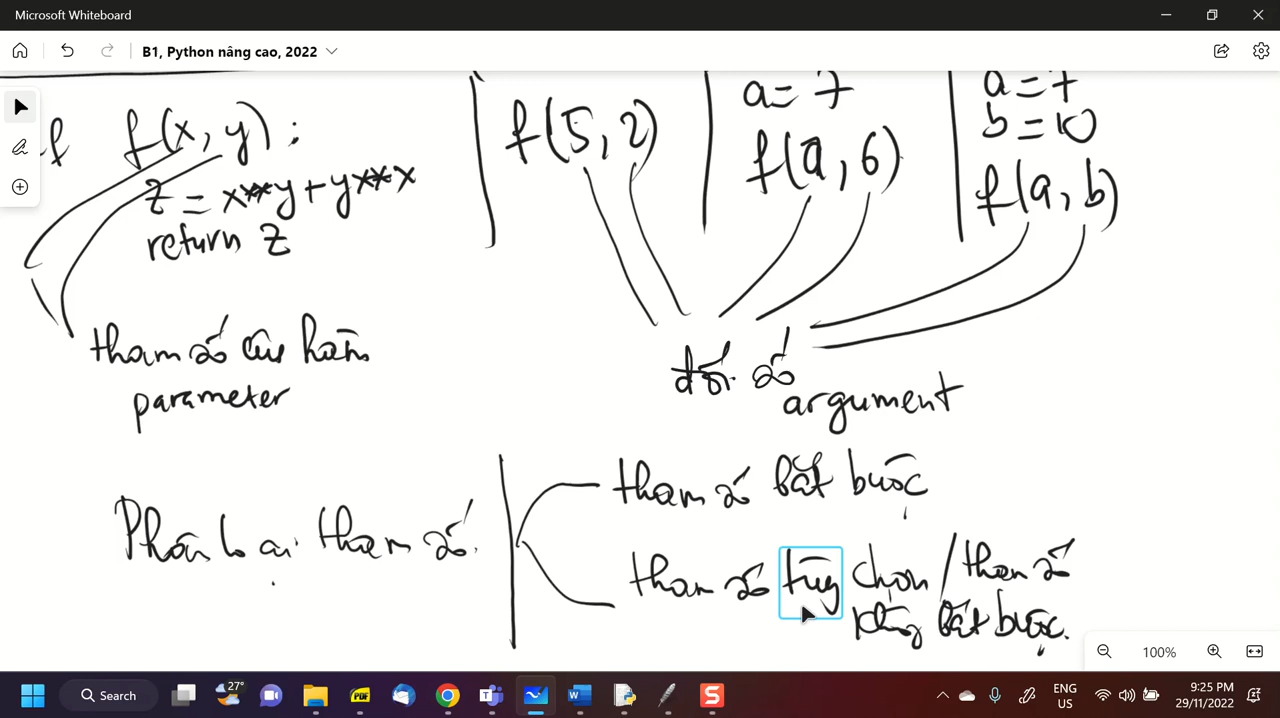 Microsoft Whiteboard
B1, Python nâng cao, 2022
f f(x, y):
z = x**y + y**x
return z
f(5, 2)
a = 7
f(a, 6)
a = 7
b = 10
f(a, b)
tham số của hàm
parameter
đối số
argument
Phân loại tham số
tham số bắt buộc
tham số tùy chọn / tham số
không bắt buộc.
100%
Search
27°
ENG
US
9:25 PM
29/11/2022